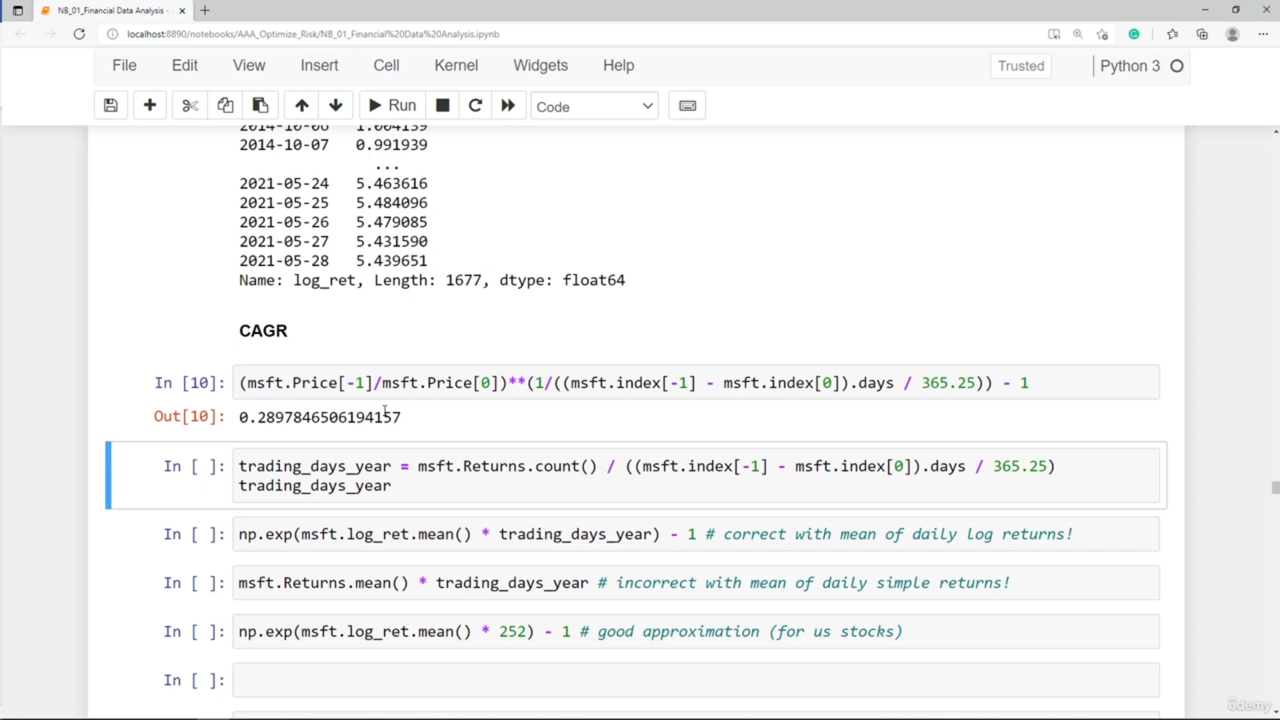 NB_01_Financial Data Analysis -
localhost:8890/notebooks/AAA_Optimize_Risk/NB_01_Financial%20Data%20Analysis.ipynb
File Edit View Insert Cell Kernel Widgets Help Trusted Python 3
Run Code
2014-10-06 1.004139
2014-10-07 0.991939
...
2021-05-24 5.463616
2021-05-25 5.484096
2021-05-26 5.479085
2021-05-27 5.431590
2021-05-28 5.439651
Name: log_ret, Length: 1677, dtype: float64
CAGR
In [10]: (msft.Price[-1]/msft.Price[0])**(1/((msft.index[-1] - msft.index[0]).days / 365.25)) - 1
Out[10]: 0.2897846506194157
In [ ]: trading_days_year = msft.Returns.count() / ((msft.index[-1] - msft.index[0]).days / 365.25)
trading_days_year
In [ ]: np.exp(msft.log_ret.mean() * trading_days_year) - 1 # correct with mean of daily log returns!
In [ ]: msft.Returns.mean() * trading_days_year # incorrect with mean of daily simple returns!
In [ ]: np.exp(msft.log_ret.mean() * 252) - 1 # good approximation (for us stocks)
In [ ]:
ûdemy